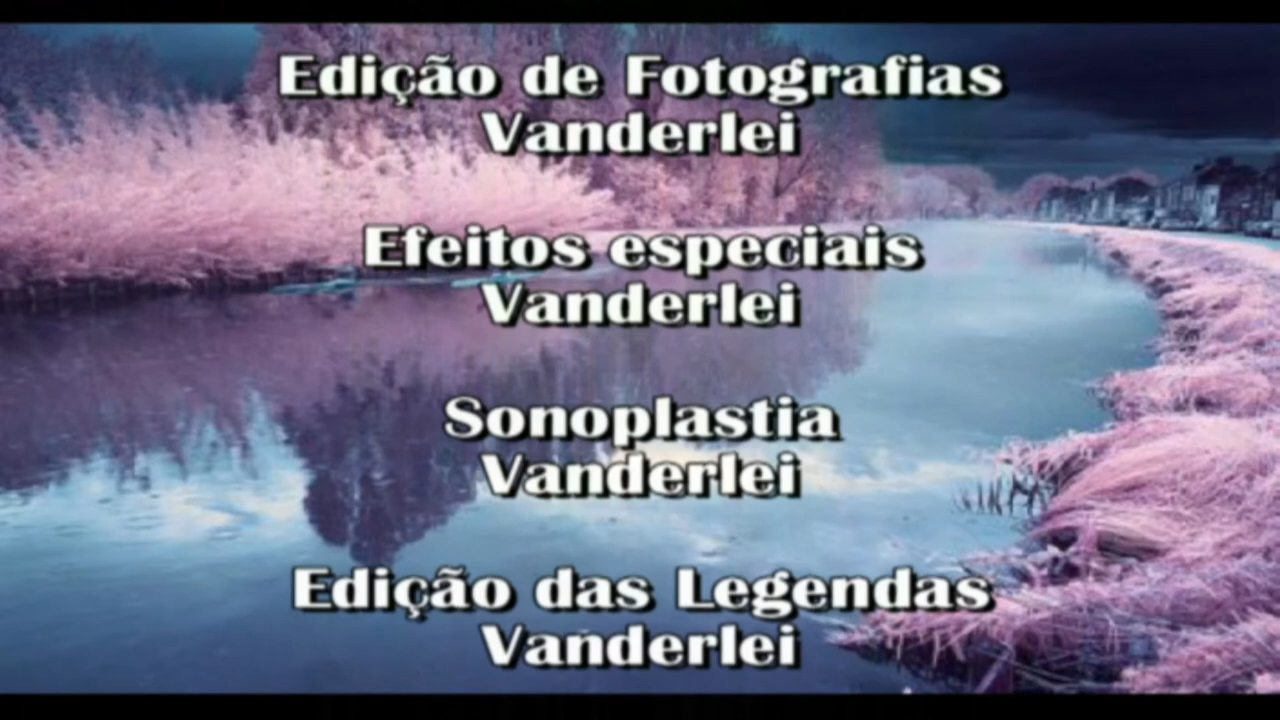 Edição de Fotografias
Vanderlei
Efeitos especiais
Vanderlei
Sonoplastia
Vanderlei
Edição das Legendas
Vanderlei